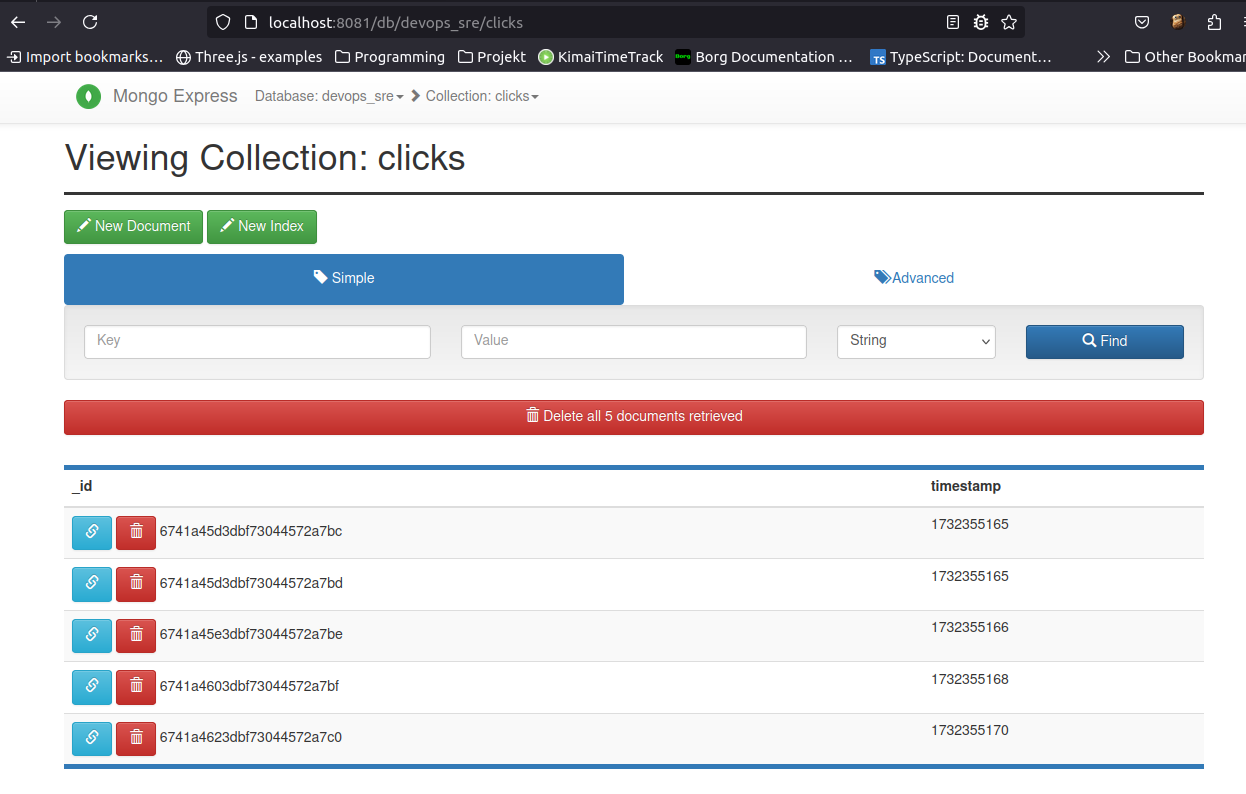 localhost:8081/db/devops_sre/clicks
Import bookmarks... Three.js - examples Programming Projekt KimaiTimeTrack Borg Borg Documentation ... TS TypeScript: Document... Other Bookmar
Mongo Express Database: devops_sre Collection: clicks
Viewing Collection: clicks
New Document New Index
Simple Advanced
Key Value String Find
Delete all 5 documents retrieved
_id timestamp
6741a45d3dbf73044572a7bc 1732355165
6741a45d3dbf73044572a7bd 1732355165
6741a45e3dbf73044572a7be 1732355166
6741a4603dbf73044572a7bf 1732355168
6741a4623dbf73044572a7c0 1732355170